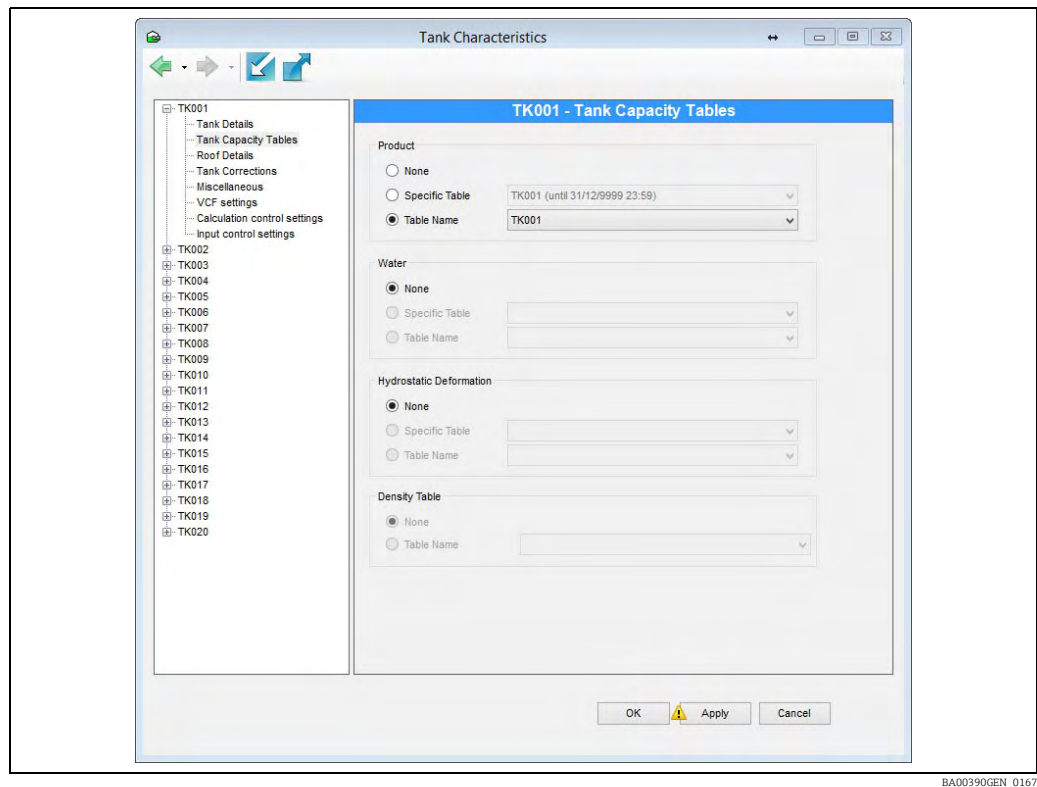 Tank Characteristics
TK001
Tank Details
Tank Capacity Tables
Roof Details
Tank Corrections
Miscellaneous
VCF settings
Calculation control settings
Input control settings
TK002
TK003
TK004
TK005
TK006
TK007
TK008
TK009
TK010
TK011
TK012
TK013
TK014
TK015
TK016
TK017
TK018
TK019
TK020
TK001 - Tank Capacity Tables
Product
None
Specific Table TK001 (until 31/12/9999 23:59)
Table Name TK001
Water
None
Specific Table
Table Name
Hydrostatic Deformation
None
Specific Table
Table Name
Density Table
None
Table Name
OK Apply Cancel
BA00390GEN_0167